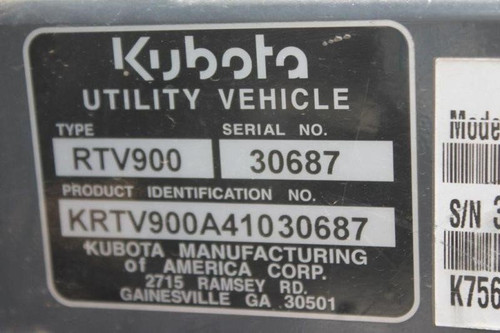 Kubota
UTILITY VEHICLE
TYPE SERIAL NO.
RTV900 30687
PRODUCT IDENTIFICATION NO.
KRTV900A41030687
KUBOTA MANUFACTURING
of AMERICA CORP.
2715 RAMSEY RD.
GAINESVILLE GA 30501
Mode
S/N 3
K756